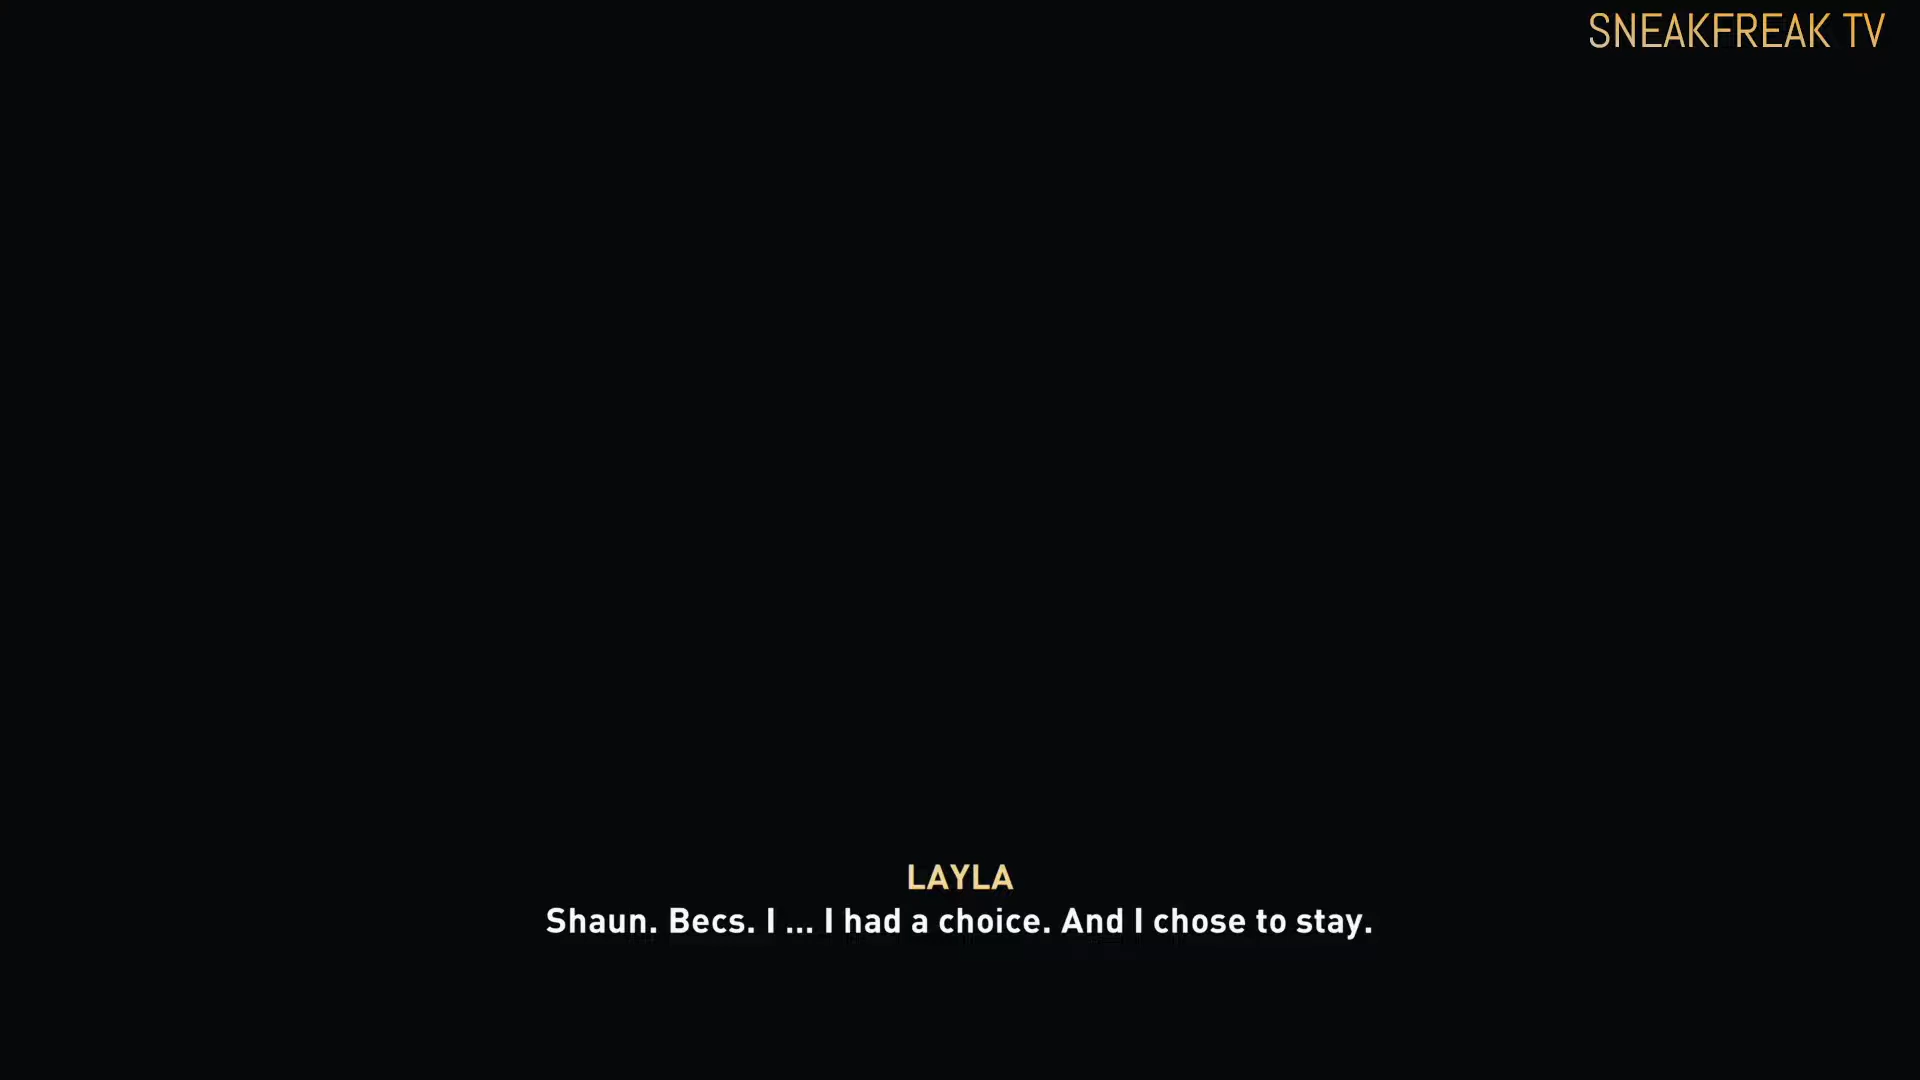 SNEAKFREAK TV
LAYLA
Shaun. Becs. I ... I had a choice. And I chose to stay.